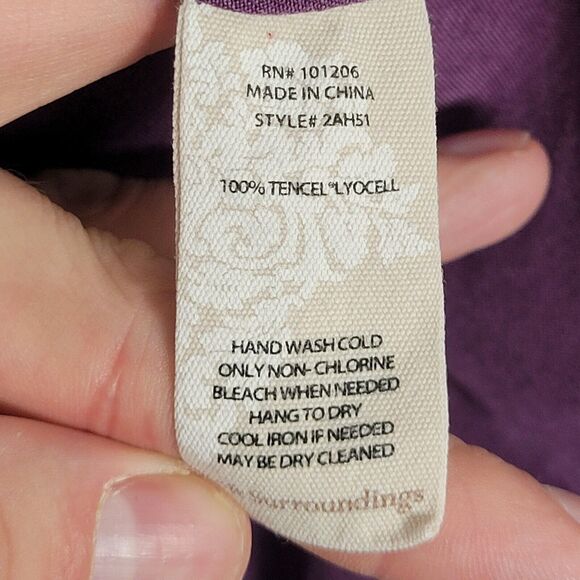 RN# 101206
MADE IN CHINA
STYLE# 2AH51
100% TENCEL® LYOCELL
HAND WASH COLD
ONLY NON-CHLORINE
BLEACH WHEN NEEDED
HANG TO DRY
COOL IRON IF NEEDED
MAY BE DRY CLEANED
Surroundings